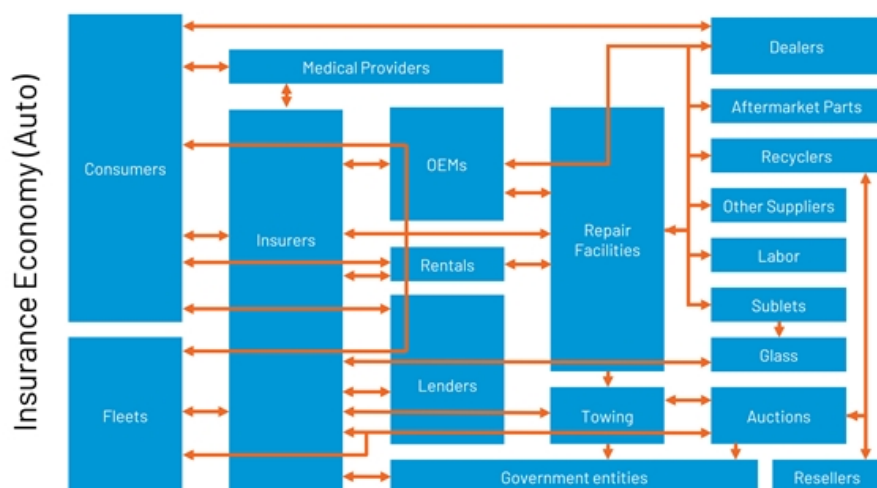 Insurance Economy (Auto)
Consumers
Fleets
Medical Providers
Insurers
OEMs
Rentals
Lenders
Repair
Facilities
Towing
Government entities
Dealers
Aftermarket Parts
Recyclers
Other Suppliers
Labor
Sublets
Glass
Auctions
Resellers